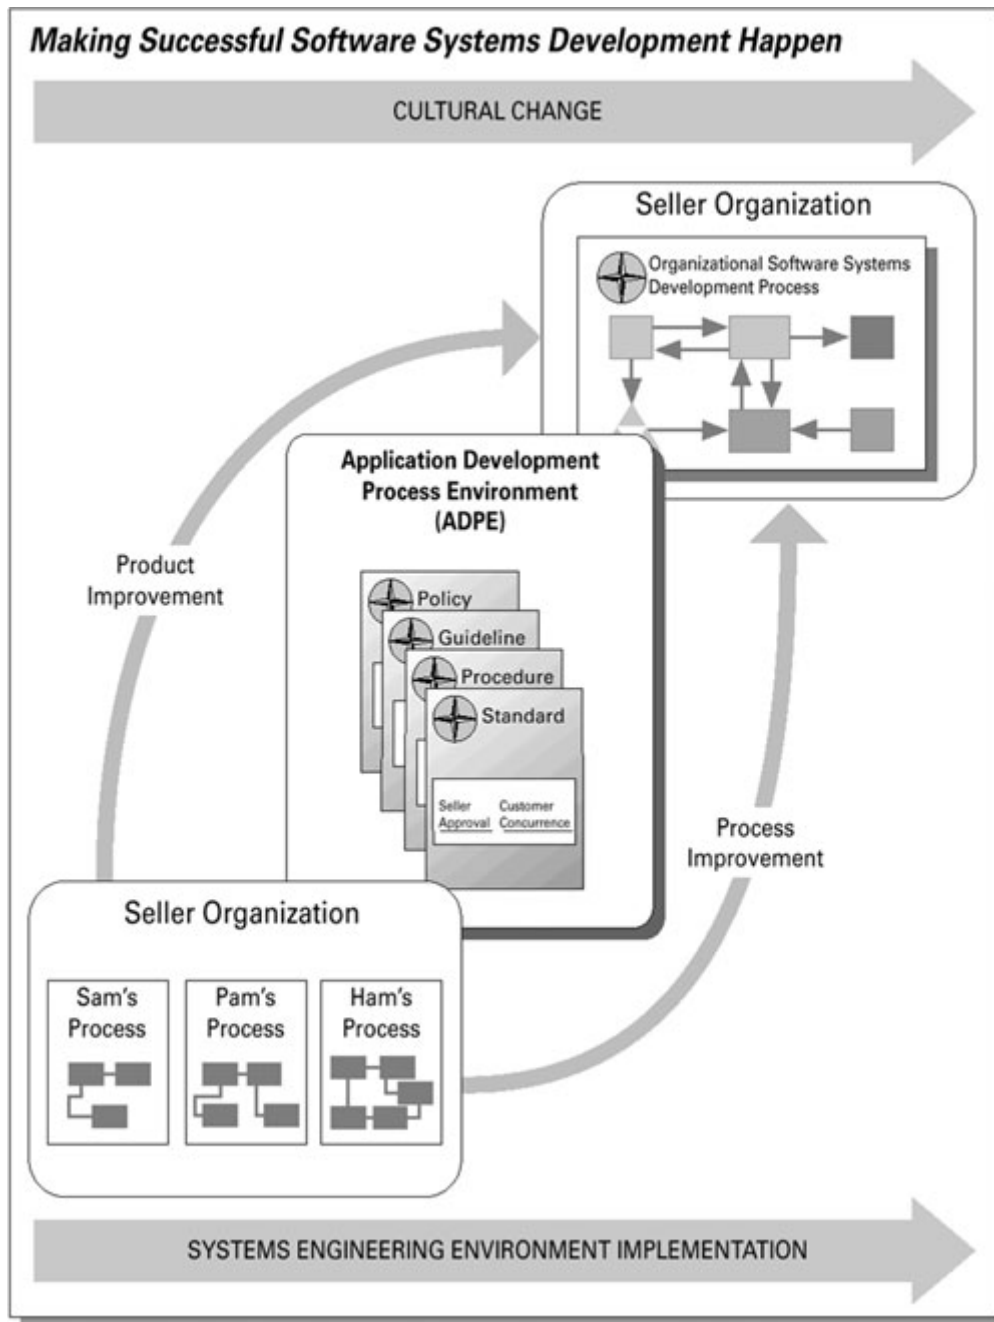 Making Successful Software Systems Development Happen
CULTURAL CHANGE
Seller Organization
Organizational Software Systems
Development Process
Application Development
Process Environment
(ADPE)
Product
Improvement
Policy
Guideline
Procedure
Standard
Seller
Approval
Customer
Concurrence
Process
Improvement
Seller Organization
Sam's
Process
Pam's
Process
Ham's
Process
SYSTEMS ENGINEERING ENVIRONMENT IMPLEMENTATION